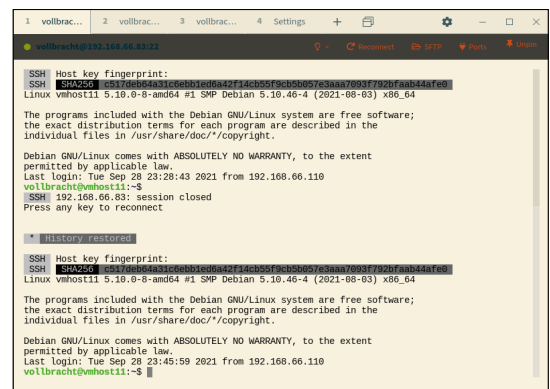 1 vollbrac... 2 vollbrac... 3 vollbrac... 4 Settings
vollbracht@192.168.66.83:22 Reconnect SFTP Ports Unpin
SSH Host key fingerprint:
SSH SHA256 c517deb64a31c6ebb1ed6a42f14cb55f9cb5b057e3aaa7093f792bfaab44afe0
Linux vmhost11 5.10.0-8-amd64 #1 SMP Debian 5.10.46-4 (2021-08-03) x86_64
The programs included with the Debian GNU/Linux system are free software;
the exact distribution terms for each program are described in the
individual files in /usr/share/doc/*/copyright.
Debian GNU/Linux comes with ABSOLUTELY NO WARRANTY, to the extent
permitted by applicable law.
Last login: Tue Sep 28 23:28:43 2021 from 192.168.66.110
vollbracht@vmhost11:~$
SSH 192.168.66.83: session closed
Press any key to reconnect
* History restored
SSH Host key fingerprint:
SSH SHA256 c517deb64a31c6ebb1ed6a42f14cb55f9cb5b057e3aaa7093f792bfaab44afe0
Linux vmhost11 5.10.0-8-amd64 #1 SMP Debian 5.10.46-4 (2021-08-03) x86_64
The programs included with the Debian GNU/Linux system are free software;
the exact distribution terms for each program are described in the
individual files in /usr/share/doc/*/copyright.
Debian GNU/Linux comes with ABSOLUTELY NO WARRANTY, to the extent
permitted by applicable law.
Last login: Tue Sep 28 23:45:59 2021 from 192.168.66.110
vollbracht@vmhost11:~$